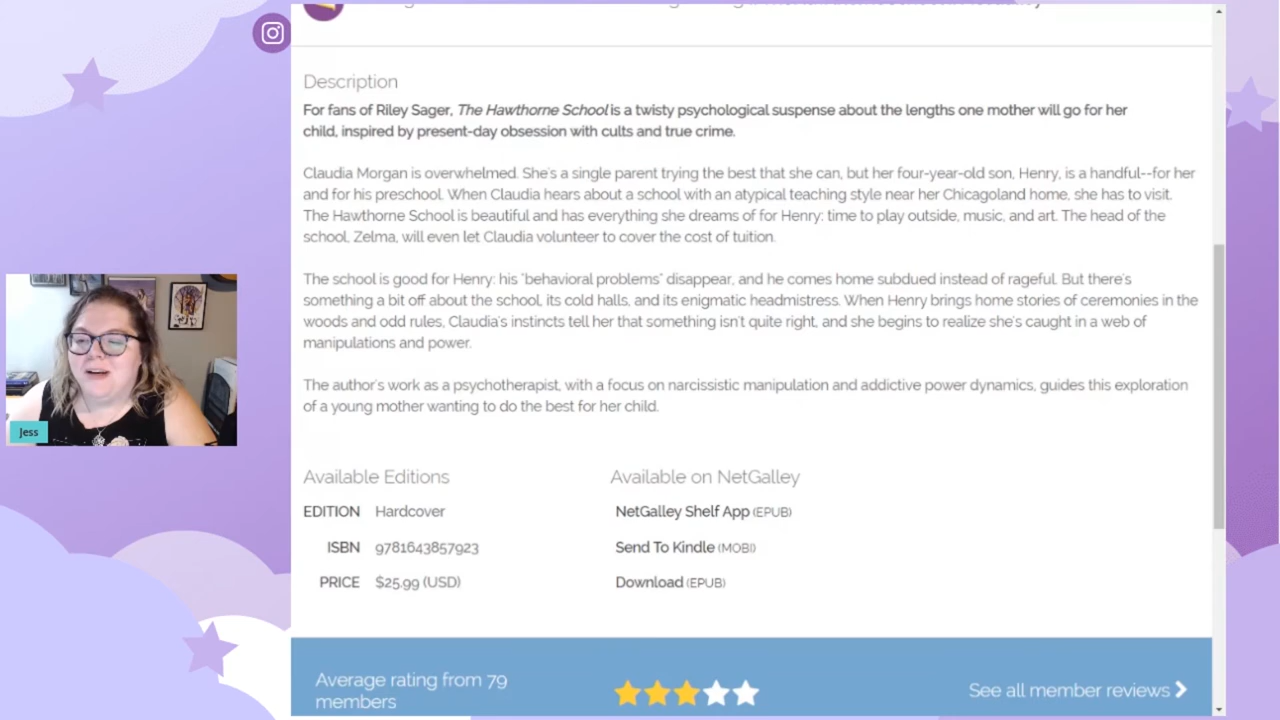 Description
For fans of Riley Sager, The Hawthorne School is a twisty psychological suspense about the lengths one mother will go for her
child, inspired by present-day obsession with cults and true crime.
Claudia Morgan is overwhelmed. She's a single parent trying the best that she can, but her four-year-old son, Henry, is a handful--for her
and for his preschool. When Claudia hears about a school with an atypical teaching style near her Chicagoland home, she has to visit.
The Hawthorne School is beautiful and has everything she dreams of for Henry: time to play outside, music, and art. The head of the
school, Zelma, will even let Claudia volunteer to cover the cost of tuition.
The school is good for Henry: his "behavioral problems" disappear, and he comes home subdued instead of rageful. But there's
something a bit off about the school, its cold halls, and its enigmatic headmistress. When Henry brings home stories of ceremonies in the
woods and odd rules, Claudia's instincts tell her that something isn't quite right, and she begins to realize she's caught in a web of
manipulations and power.
The author's work as a psychotherapist, with a focus on narcissistic manipulation and addictive power dynamics, guides this exploration
of a young mother wanting to do the best for her child.
Jess
Available Editions
EDITION Hardcover
ISBN 9781643857923
PRICE $25.99 (USD)
Available on NetGalley
NetGalley Shelf App (EPUB)
Send To Kindle (MOBI)
Download (EPUB)
Average rating from 79
members
See all member reviews